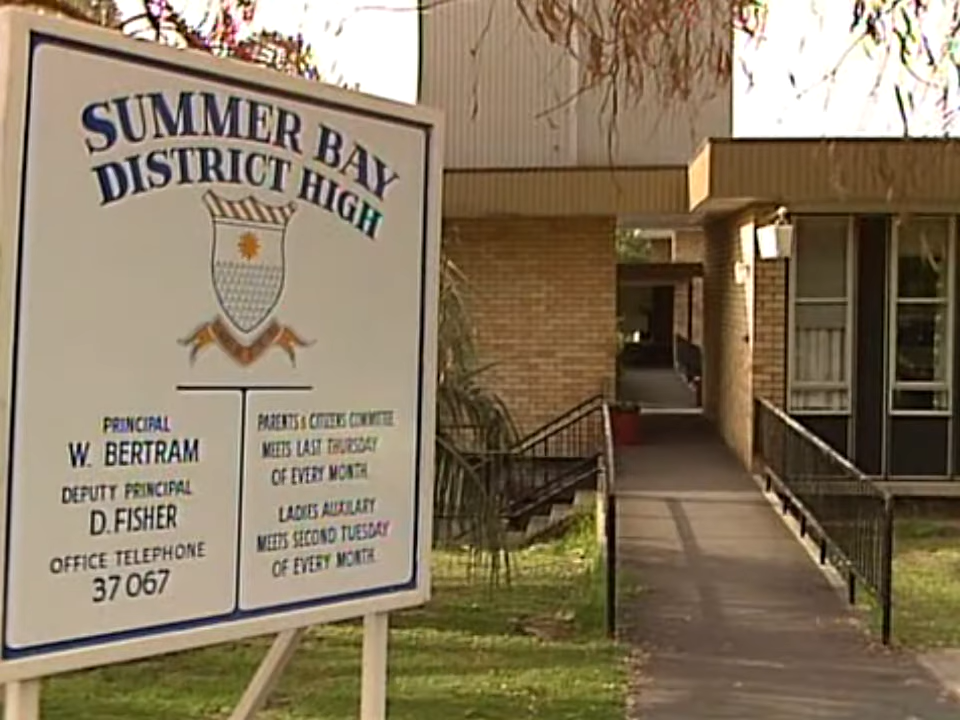 SUMMER BAY
DISTRICT HIGH
PRINCIPAL
W. BERTRAM
DEPUTY PRINCIPAL
D. FISHER
OFFICE TELEPHONE
37 067
PARENTS & CITIZENS COMMITTEE
MEETS LAST THURSDAY
OF EVERY MONTH.
LADIES AUXILARY
MEETS SECOND TUESDAY
OF EVERY MONTH.